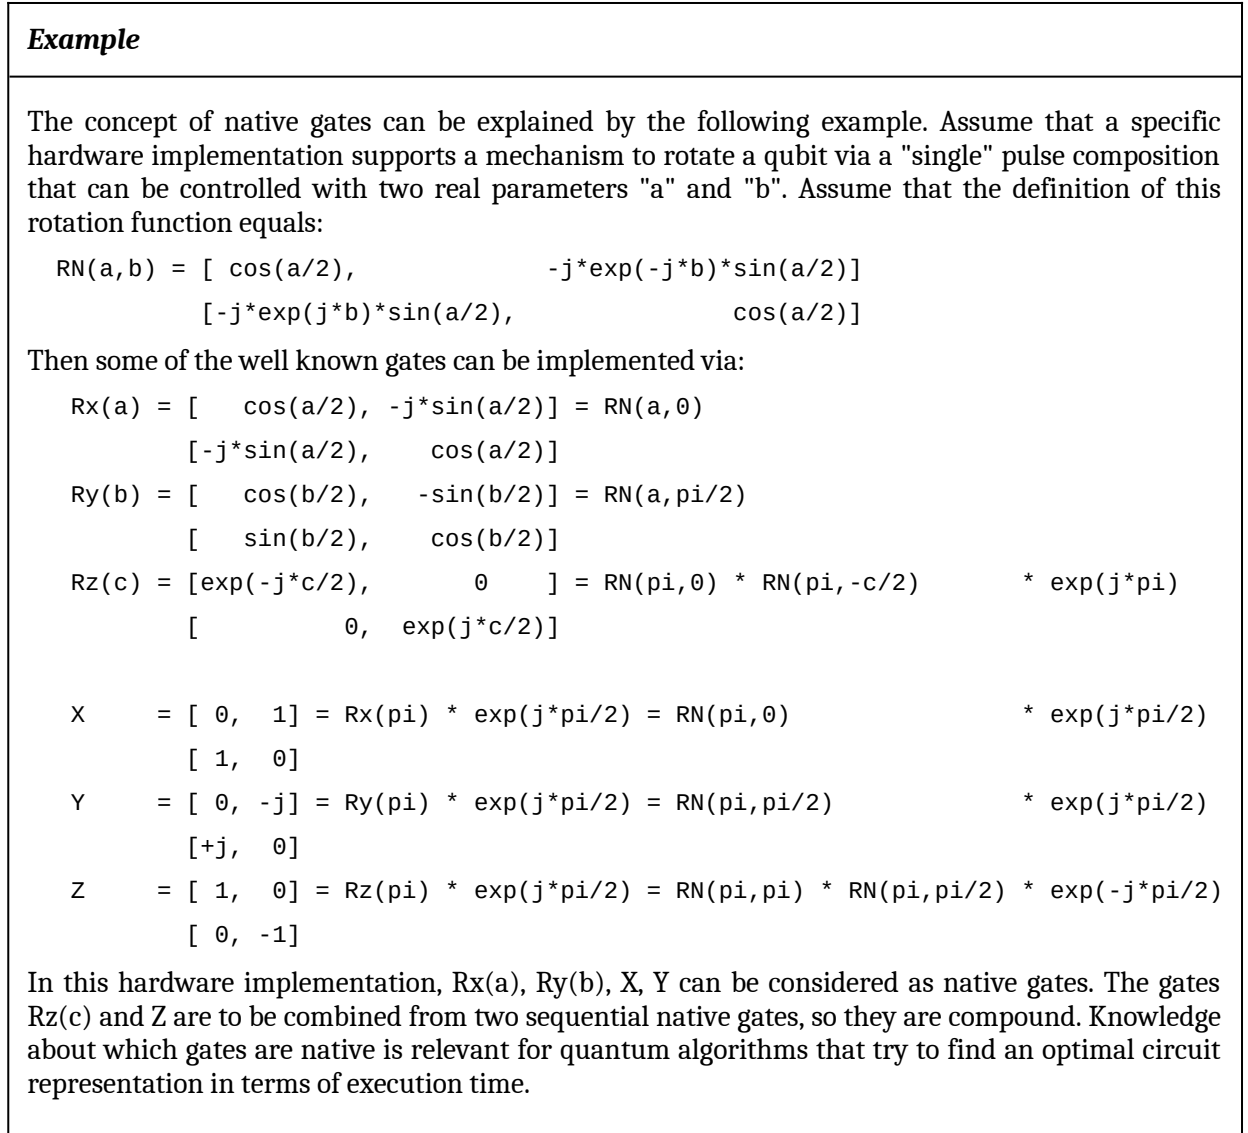 Example
The concept of native gates can be explained by the following example. Assume that a specific
hardware implementation supports a mechanism to rotate a qubit via a "single" pulse composition
that can be controlled with two real parameters "a" and "b". Assume that the definition of this
rotation function equals:
RN(a,b) = [ cos(a/2),             -j*exp(-j*b)*sin(a/2)]
          [-j*exp(j*b)*sin(a/2),               cos(a/2)]
Then some of the well known gates can be implemented via:
Rx(a) = [   cos(a/2), -j*sin(a/2)] = RN(a,0)
        [-j*sin(a/2),    cos(a/2)]
Ry(b) = [   cos(b/2),   -sin(b/2)] = RN(a,pi/2)
        [   sin(b/2),    cos(b/2)]
Rz(c) = [exp(-j*c/2),       0    ] = RN(pi,0) * RN(pi,-c/2)       * exp(j*pi)
        [          0,  exp(j*c/2)]
X     = [ 0,  1] = Rx(pi) * exp(j*pi/2) = RN(pi,0)                * exp(j*pi/2)
        [ 1,  0]
Y     = [ 0, -j] = Ry(pi) * exp(j*pi/2) = RN(pi,pi/2)             * exp(j*pi/2)
        [+j,  0]
Z     = [ 1,  0] = Rz(pi) * exp(j*pi/2) = RN(pi,pi) * RN(pi,pi/2) * exp(-j*pi/2)
        [ 0, -1]
In this hardware implementation, Rx(a), Ry(b), X, Y can be considered as native gates. The gates
Rz(c) and Z are to be combined from two sequential native gates, so they are compound. Knowledge
about which gates are native is relevant for quantum algorithms that try to find an optimal circuit
representation in terms of execution time.